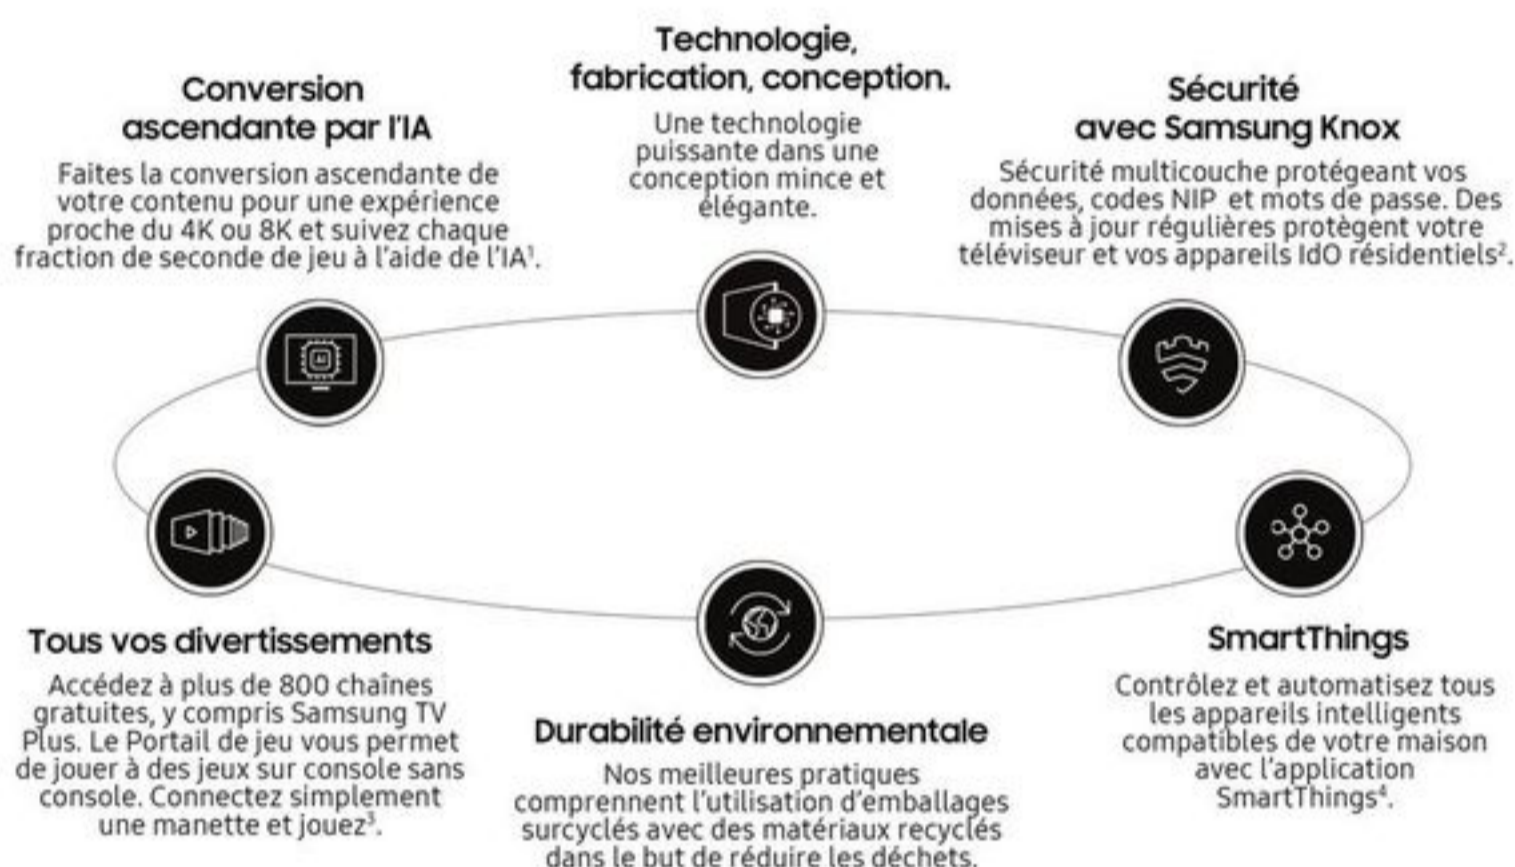 Technologie,
fabrication, conception.
Une technologie
puissante dans une
conception mince et
élégante.
Conversion
ascendante par l'IA
Faites la conversion ascendante de
votre contenu pour une expérience
proche du 4K ou 8K et suivez chaque
fraction de seconde de jeu à l'aide de l'IA¹.
Sécurité
avec Samsung Knox
Sécurité multicouche protégeant vos
données, codes NIP et mots de passe. Des
mises à jour régulières protègent votre
téléviseur et vos appareils IdO résidentiels².
AI
Tous vos divertissements
Accédez à plus de 800 chaînes
gratuites, y compris Samsung TV
Plus. Le Portail de jeu vous permet
de jouer à des jeux sur console sans
console. Connectez simplement
une manette et jouez³.
Durabilité environnementale
Nos meilleures pratiques
comprennent l'utilisation d'emballages
surcyclés avec des matériaux recyclés
dans le but de réduire les déchets.
SmartThings
Contrôlez et automatisez tous
les appareils intelligents
compatibles de votre maison
avec l'application
SmartThings⁴.